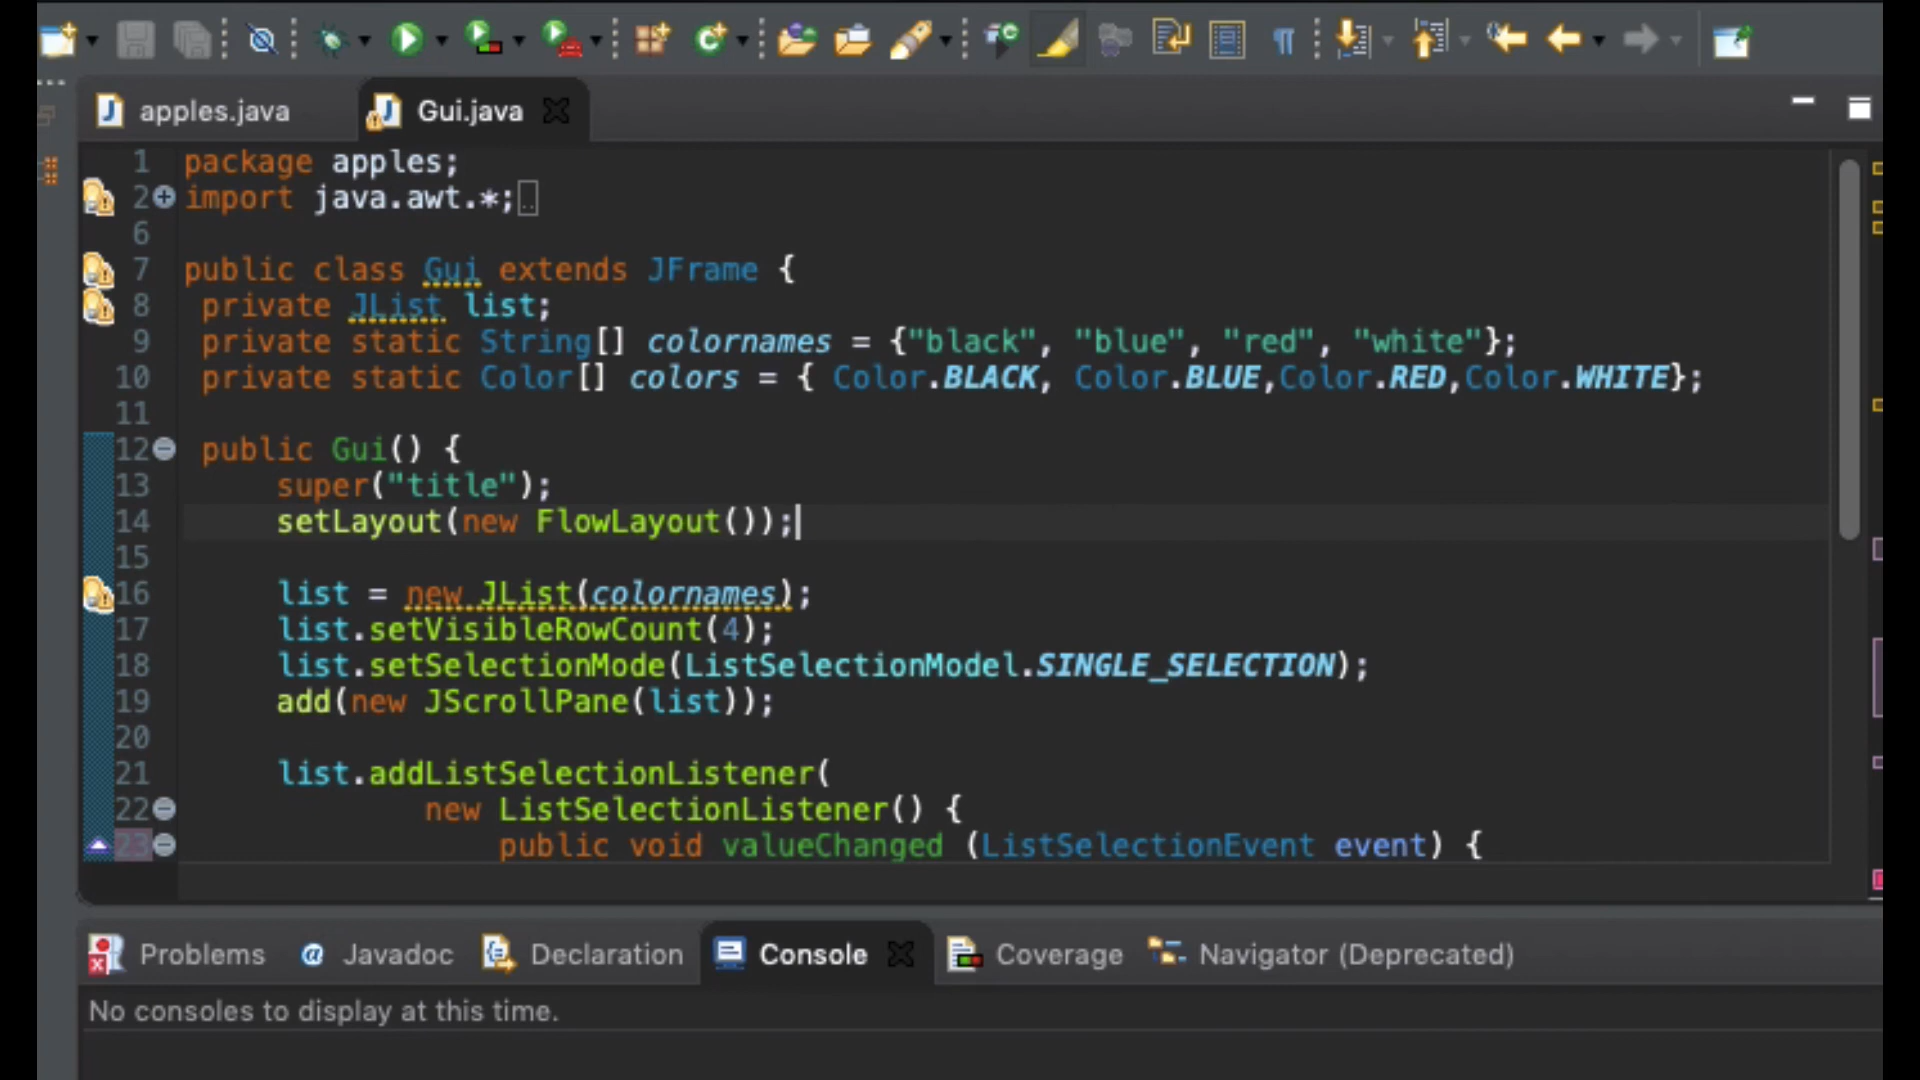 apples.java Gui.java
1 package apples;
2 import java.awt.*;
6
7 public class Gui extends JFrame {
8 private JList list;
9 private static String[] colornames = {"black", "blue", "red", "white"};
10 private static Color[] colors = { Color.BLACK, Color.BLUE,Color.RED,Color.WHITE};
11
12 public Gui() {
13 super("title");
14 setLayout(new FlowLayout());
15
16 list = new JList(colornames);
17 list.setVisibleRowCount(4);
18 list.setSelectionMode(ListSelectionModel.SINGLE_SELECTION);
19 add(new JScrollPane(list));
20
21 list.addListSelectionListener(
22 new ListSelectionListener() {
23 public void valueChanged (ListSelectionEvent event) {
Problems @ Javadoc Declaration Console Coverage Navigator (Deprecated)
No consoles to display at this time.